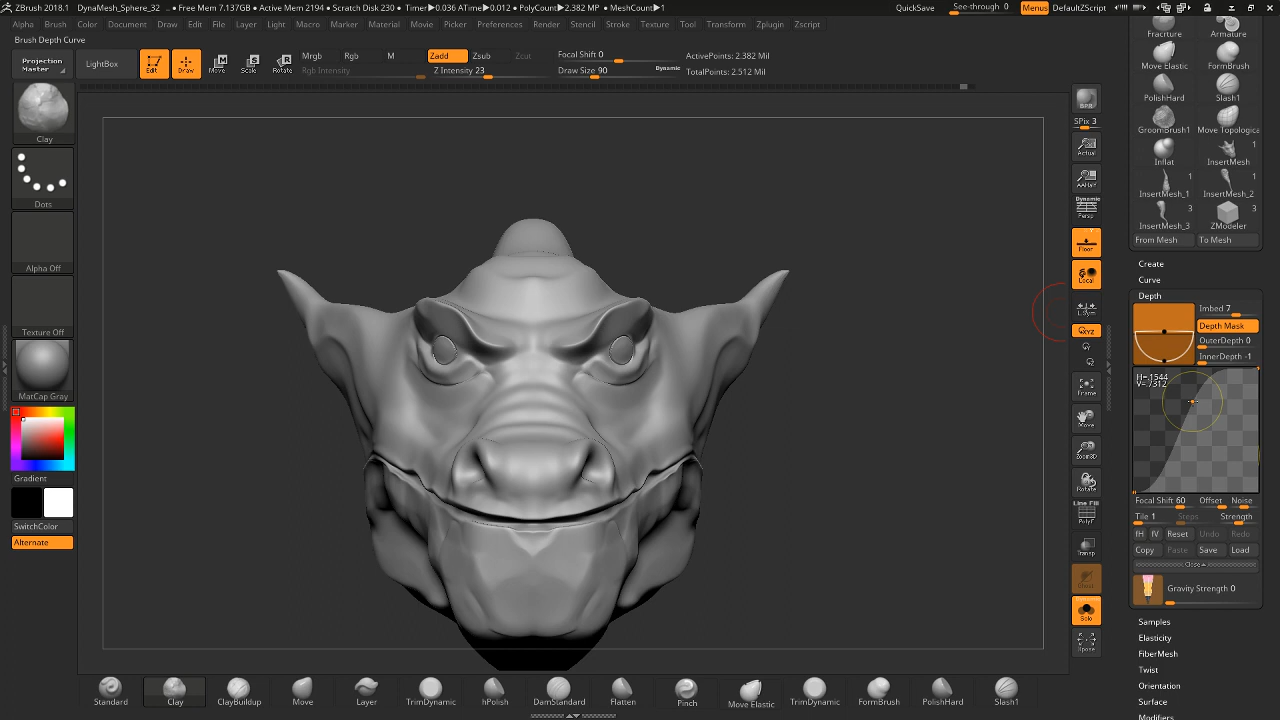 ZBrush 2018.1 DynaMesh_Sphere_32 .. • Free Mem 7.137GB • Active Mem 2194 • Scratch Disk 230 • Timer▶0.036 ATime▶0.012 • PolyCount▶2.382 MP • MeshCount▶1 QuickSave See-through 0 Menus DefaultZScript
Alpha Brush Color Document Draw Edit File Layer Light Macro Marker Material Movie Picker Preferences Render Stencil Stroke Texture Tool Transform Zplugin Zscript
Brush Depth Curve
Projection Master
LightBox
Edit Draw Move Scale Rotate
Mrgb Rgb M Zadd Zsub Zcut
Rgb Intensity Z Intensity 23
Focal Shift 0
Draw Size 90 Dynamic
ActivePoints: 2.382 Mil
TotalPoints: 2.512 Mil
Clay
Dots
Alpha Off
Texture Off
MatCap Gray
Gradient
SwitchColor
Alternate
BPR
SPix 3
Actual
AAHalf
Dynamic
Persp
Floor
Local
L.Sym
XYZ
Frame
Move
Zoom3D
Rotate
Line Fill
PolyF
Transp
Ghost
Dynamic
Solo
Xpose
Fracture Armature
Move Elastic FormBrush
PolishHard Slash1
GroomBrush1 Move Topologica
Inflat InsertMesh 1
InsertMesh_1 1 InsertMesh_2 1
InsertMesh_3 3 ZModeler 3
From Mesh To Mesh
Create
Curve
Depth
Imbed 7
Depth Mask
OuterDepth 0
InnerDepth -1
Focal Shift 60 Offset Noise
Tile 1 Steps Strength
fH fV Reset Undo Redo
Copy Paste Save Load
Close
Gravity Strength 0
Samples
Elasticity
FiberMesh
Twist
Orientation
Surface
Modifiers
Standard Clay ClayBuildup Move Layer TrimDynamic hPolish DamStandard Flatten Pinch Move Elastic TrimDynamic FormBrush PolishHard Slash1